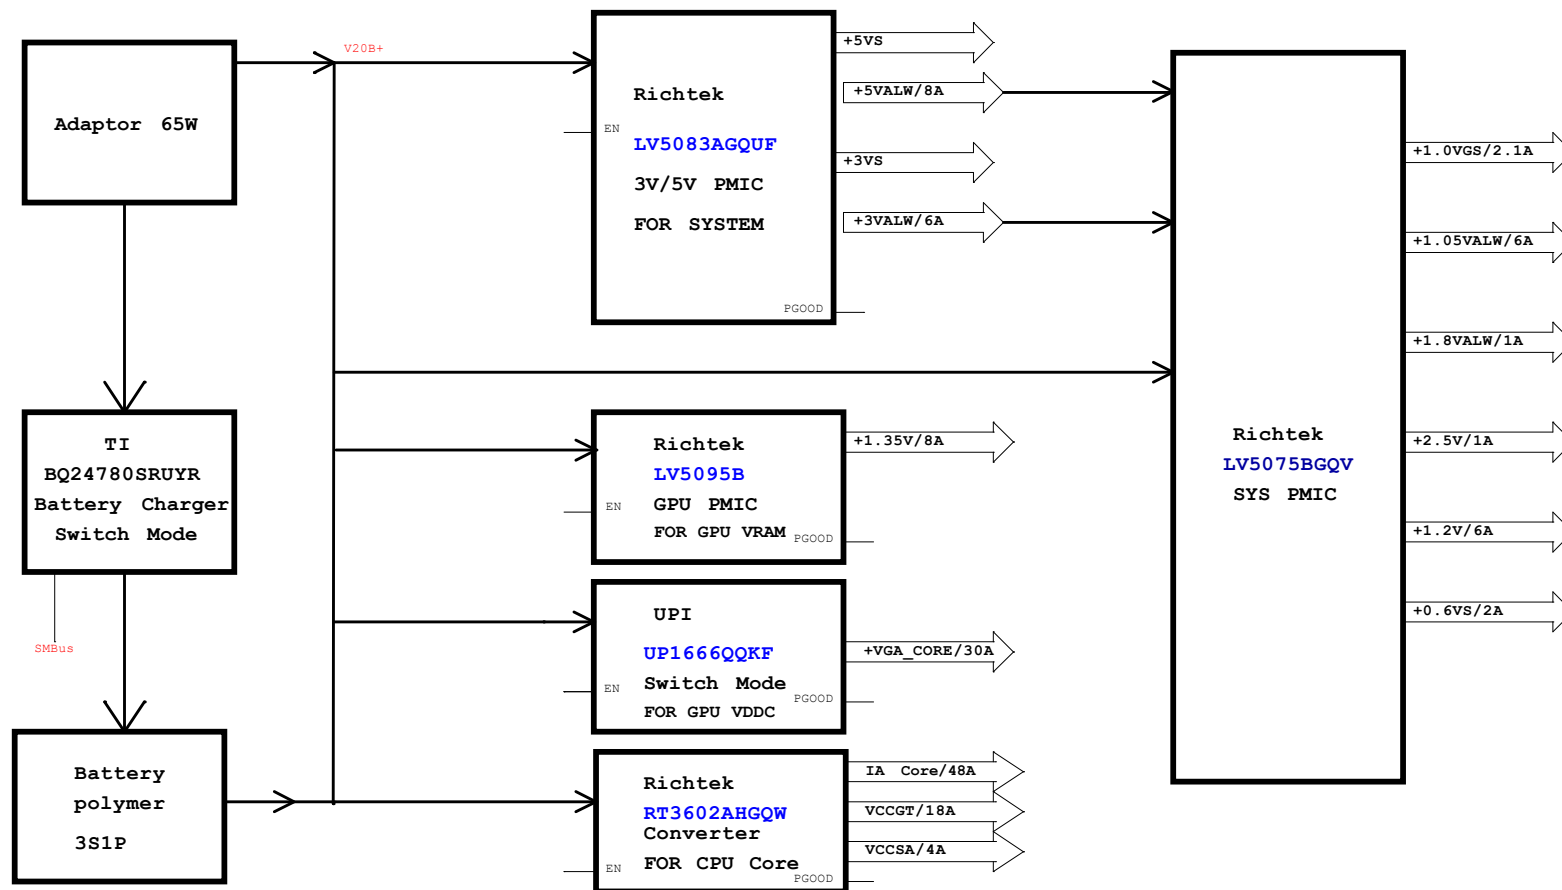 V20B+
Adaptor 65W
Richtek
LV5083AGQUF
3V/5V PMIC
FOR SYSTEM
EN
PGOOD
+5VS
+5VALW/8A
+3VS
+3VALW/6A
TI
BQ24780SRUYR
Battery Charger
Switch Mode
SMBus
Battery
polymer
3S1P
Richtek
LV5095B
GPU PMIC
FOR GPU VRAM
EN
PGOOD
+1.35V/8A
UPI
UP1666QQKF
Switch Mode
FOR GPU VDDC
EN
PGOOD
+VGA_CORE/30A
Richtek
RT3602AHGQW
Converter
FOR CPU Core
EN
PGOOD
IA Core/48A
VCCGT/18A
VCCSA/4A
Richtek
LV5075BGQV
SYS PMIC
+1.0VGS/2.1A
+1.05VALW/6A
+1.8VALW/1A
+2.5V/1A
+1.2V/6A
+0.6VS/2A